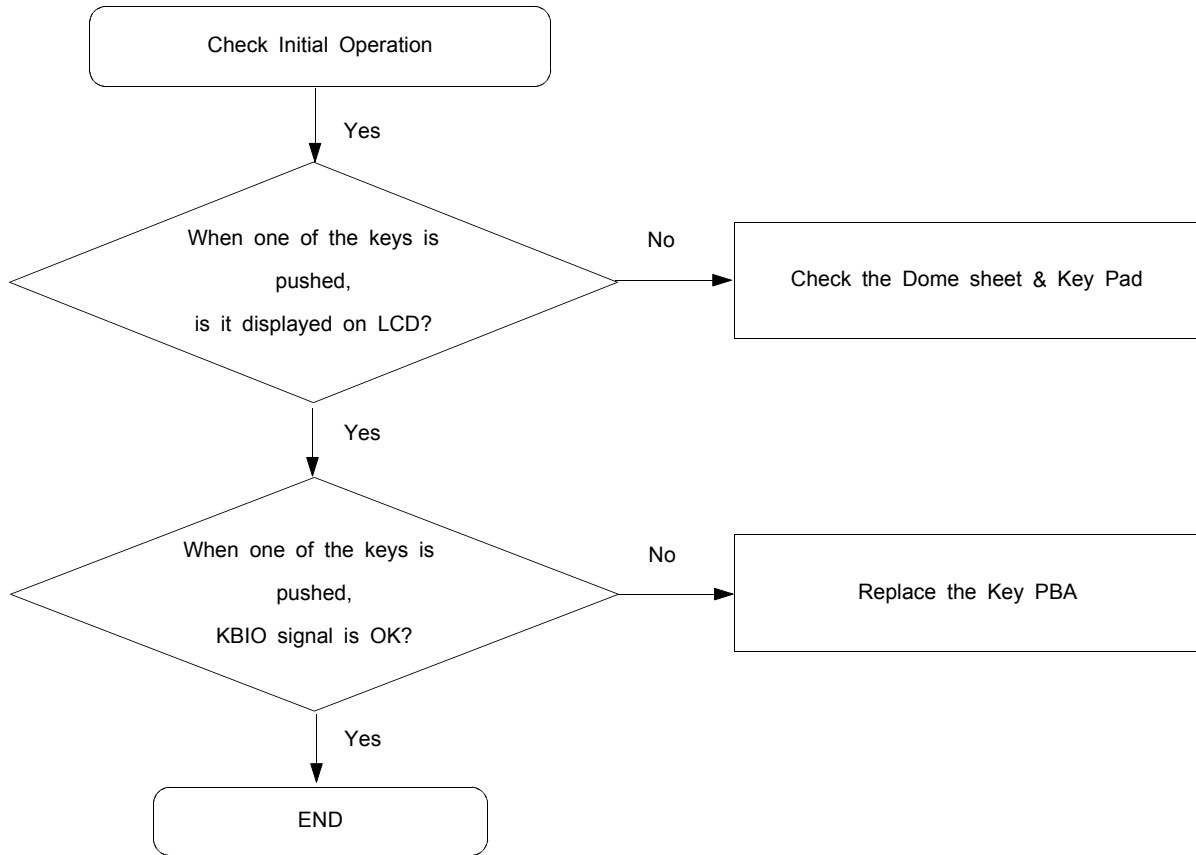 Check Initial Operation
Yes
When one of the keys is
pushed,
is it displayed on LCD?
No
Check the Dome sheet & Key Pad
Yes
When one of the keys is
pushed,
KBIO signal is OK?
No
Replace the Key PBA
Yes
END